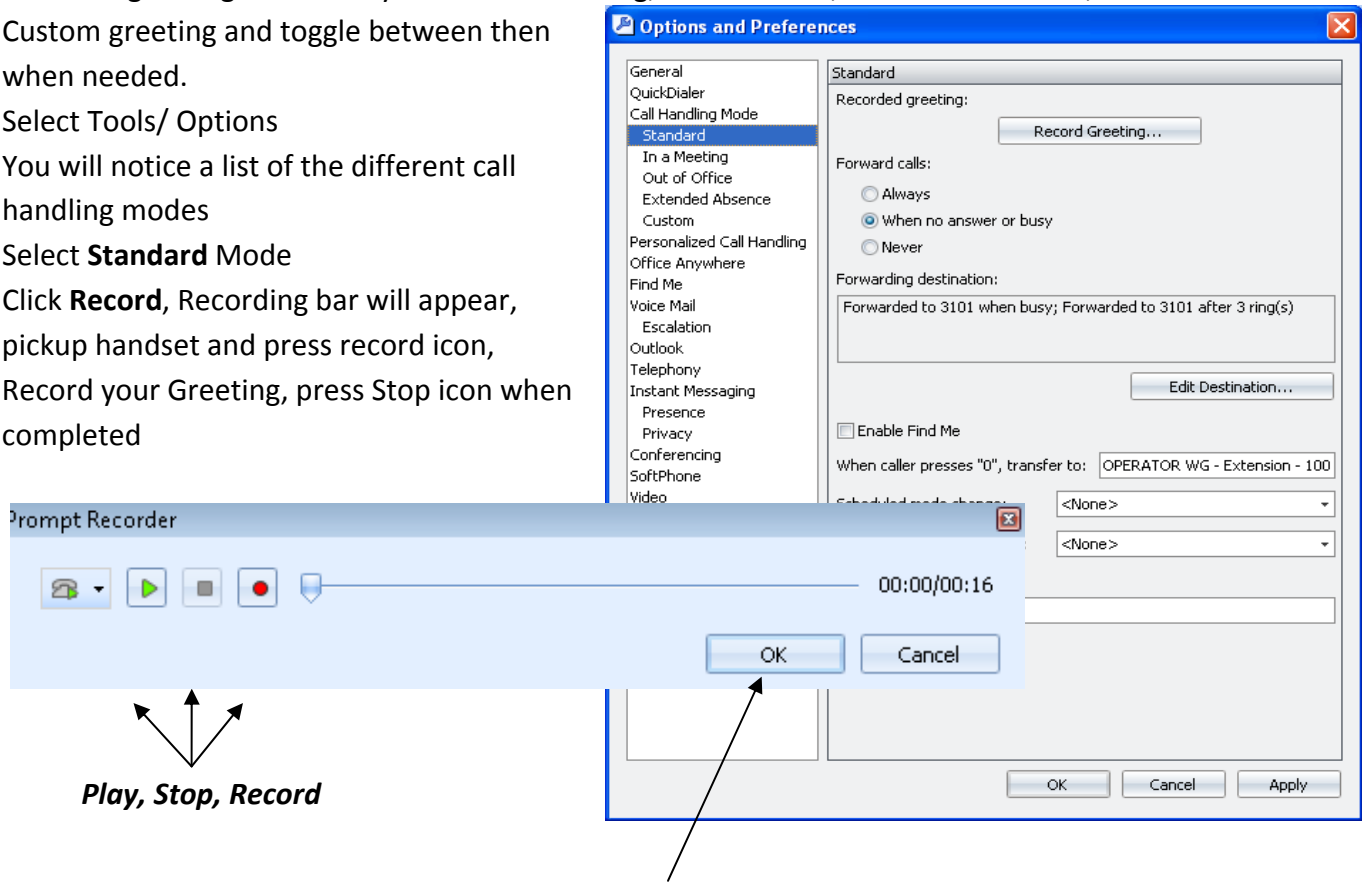 Custom greeting and toggle between then
when needed.
Select Tools/ Options
You will notice a list of the different call
handling modes
Select Standard Mode
Click Record, Recording bar will appear,
pickup handset and press record icon,
Record your Greeting, press Stop icon when
completed
Options and Preferences
General
QuickDialer
Call Handling Mode
Standard
In a Meeting
Out of Office
Extended Absence
Custom
Personalized Call Handling
Office Anywhere
Find Me
Voice Mail
Escalation
Outlook
Telephony
Instant Messaging
Presence
Privacy
Conferencing
SoftPhone
Video
Standard
Recorded greeting:
Record Greeting...
Forward calls:
Always
When no answer or busy
Never
Forwarding destination:
Forwarded to 3101 when busy; Forwarded to 3101 after 3 ring(s)
Edit Destination...
Enable Find Me
When caller presses "0", transfer to: OPERATOR WG - Extension - 100
<None>
<None>
OK Cancel Apply
Prompt Recorder
00:00/00:16
OK Cancel
Play, Stop, Record